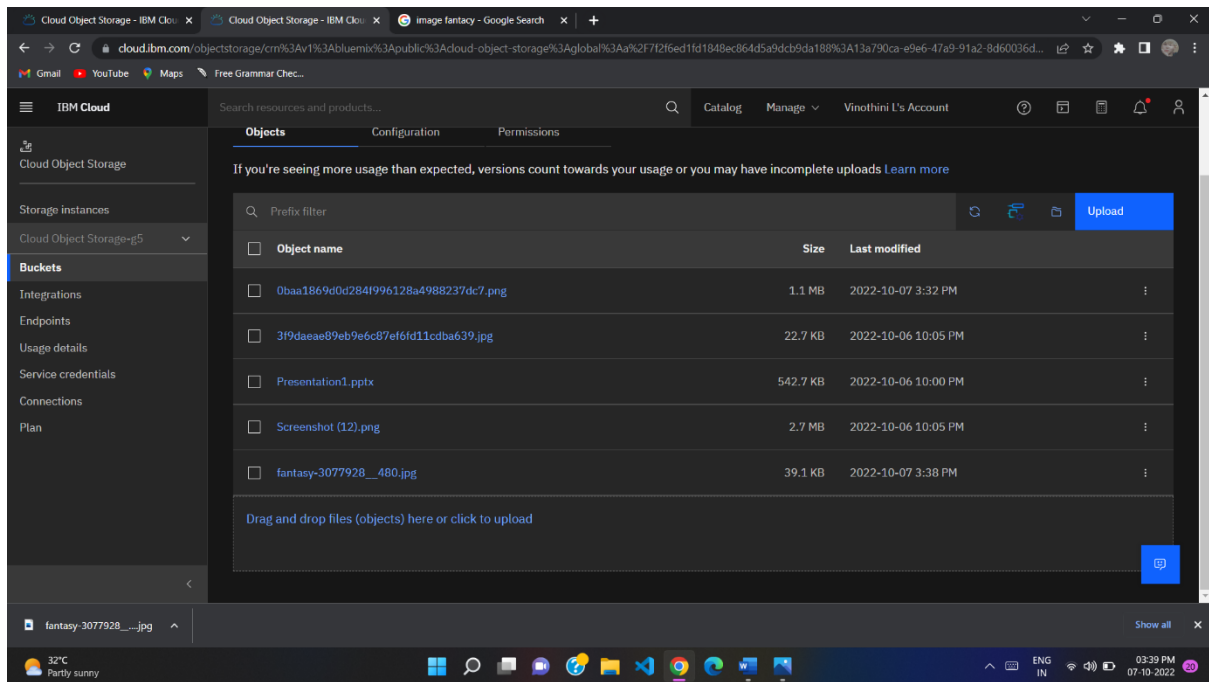 Cloud Object Storage - IBM Clou
Cloud Object Storage - IBM Clou
image fantacy - Google Search
cloud.ibm.com/objectstorage/crn%3Av1%3Abluemix%3Apublic%3Acloud-object-storage%3Aglobal%3Aa%2F7f2f6ed1fd1848ec864d5a9dcb9da188%3A13a790ca-e9e6-47a9-91a2-8d60036d...
Gmail YouTube Maps Free Grammar Chec...
IBM Cloud
Search resources and products...
Catalog Manage Vinothini L's Account
Cloud Object Storage
Storage instances
Cloud Object Storage-g5
Buckets
Integrations
Endpoints
Usage details
Service credentials
Connections
Plan
Objects Configuration Permissions
If you're seeing more usage than expected, versions count towards your usage or you may have incomplete uploads Learn more
Prefix filter
Upload
Object name Size Last modified
0baa1869d0d284f996128a4988237dc7.png 1.1 MB 2022-10-07 3:32 PM
3f9daeae89eb9e6c87ef6fd11cdba639.jpg 22.7 KB 2022-10-06 10:05 PM
Presentation1.pptx 542.7 KB 2022-10-06 10:00 PM
Screenshot (12).png 2.7 MB 2022-10-06 10:05 PM
fantasy-3077928__480.jpg 39.1 KB 2022-10-07 3:38 PM
Drag and drop files (objects) here or click to upload
fantasy-3077928__....jpg
Show all
32°C
Partly sunny
ENG
IN
03:39 PM
07-10-2022
20